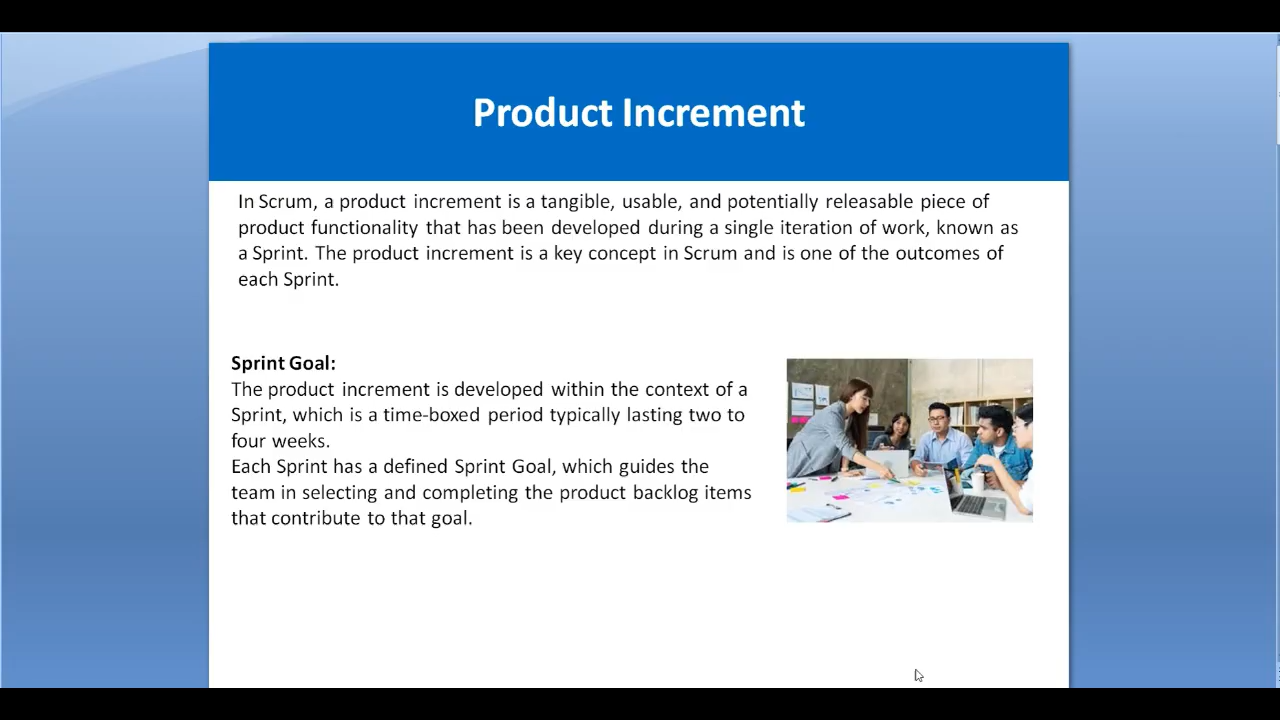 Product Increment
In Scrum, a product increment is a tangible, usable, and potentially releasable piece of
product functionality that has been developed during a single iteration of work, known as
a Sprint. The product increment is a key concept in Scrum and is one of the outcomes of
each Sprint.
Sprint Goal:
The product increment is developed within the context of a
Sprint, which is a time-boxed period typically lasting two to
four weeks.
Each Sprint has a defined Sprint Goal, which guides the
team in selecting and completing the product backlog items
that contribute to that goal.